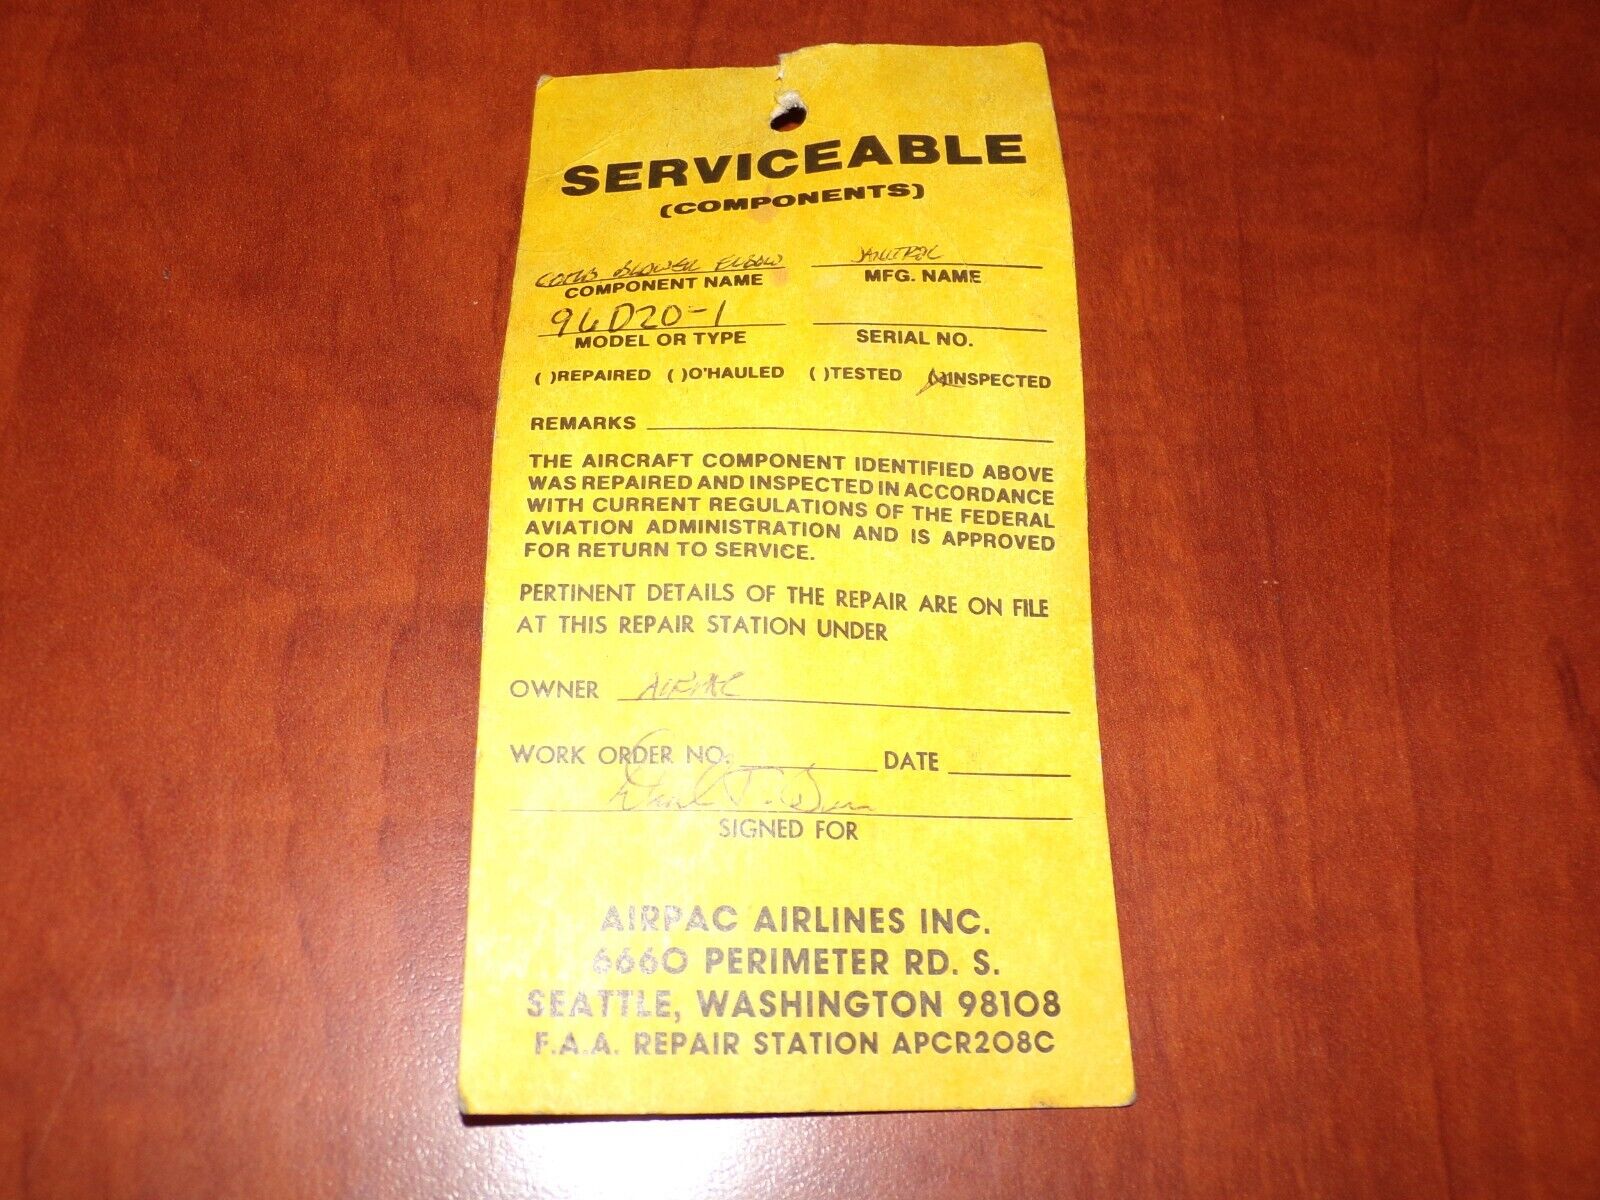 SERVICEABLE
(COMPONENTS)
BLOWER ELBOW JANITROL
COMPONENT NAME MFG. NAME
96D20-1
MODEL OR TYPE SERIAL NO.
( )REPAIRED ( )O'HAULED ( )TESTED (X)INSPECTED
REMARKS
THE AIRCRAFT COMPONENT IDENTIFIED ABOVE
WAS REPAIRED AND INSPECTED IN ACCORDANCE
WITH CURRENT REGULATIONS OF THE FEDERAL
AVIATION ADMINISTRATION AND IS APPROVED
FOR RETURN TO SERVICE.
PERTINENT DETAILS OF THE REPAIR ARE ON FILE
AT THIS REPAIR STATION UNDER
OWNER AIRPAC
WORK ORDER NO. DATE
SIGNED FOR
AIRPAC AIRLINES INC.
6660 PERIMETER RD. S.
SEATTLE, WASHINGTON 98108
F.A.A. REPAIR STATION APCR208C